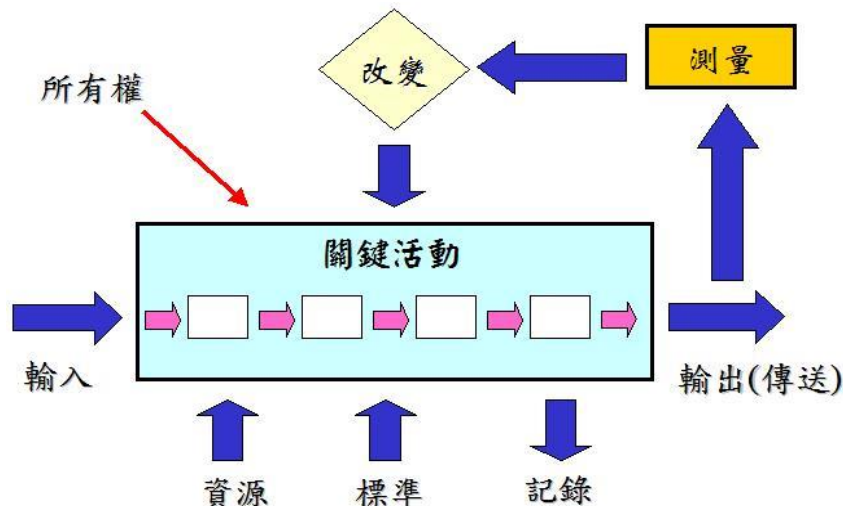 改變
測量
所有權
關鍵活動
輸入
輸出(傳送)
資源
標準
記錄